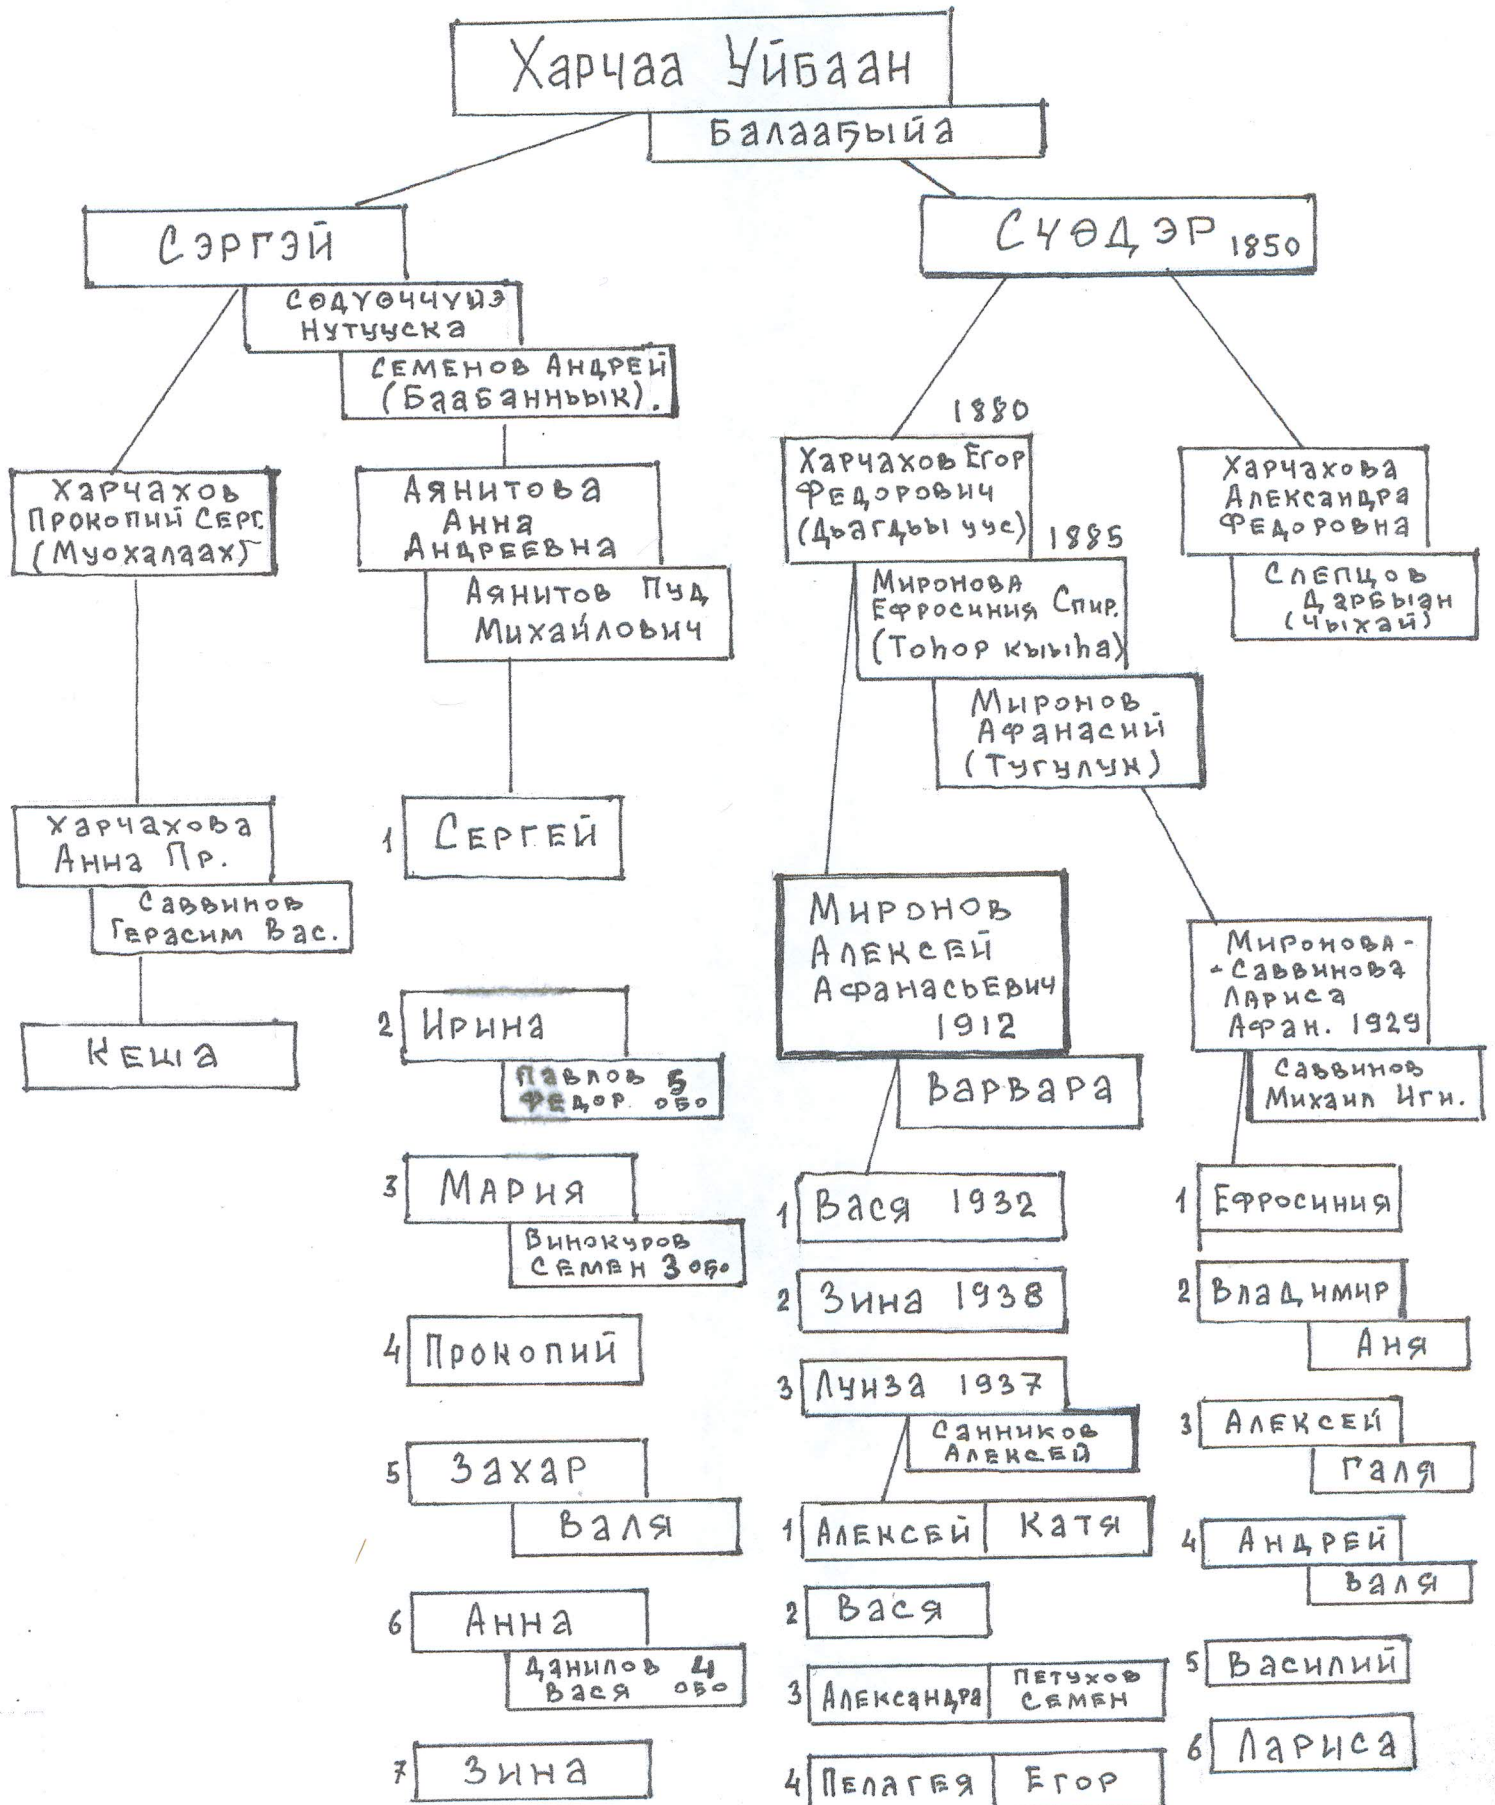 Харчаа Уйбаан
Балааҕыйа
Сэргэй
Сөдүөччүйэ
Нутууска
Семенов Андрей
(Баабанньык).
Харчахов
Прокопий Серг.
(Муохалаах)
Аянитова
Анна
Андреевна
Аянитов Пуд
Михайлович
Харчахова
Анна Пр.
Саввинов
Герасим Вас.
Кеша
1 Сергей
2 Ирина
Павлов 5
Федор. оҕо
3 Мария
Винокуров
Семен 3 оҕо
4 Прокопий
5 Захар
Валя
6 Анна
Данилов 4
Вася оҕо
7 Зина
Сүөдэр 1850
1880
Харчахов Егор
Федорович
(Дьагдьы уус)
1885
Миронова
Ефросиния Спир.
(Тоһор кыыһа)
Миронов
Афанасий
(Тугулук)
Харчахова
Александра
Федоровна
Слепцов
Дарбыан
(Чыхай)
Миронов
Алексей
Афанасьевич
1912
Варвара
1 Вася 1932
2 Зина 1938
3 Луиза 1937
Санников
Алексей
1 Алексей Катя
2 Вася
3 Александра Петухов
Семен
4 Пелагея Егор
Миронова-
-Саввинова
Лариса
Афан. 1929
Саввинов
Михаил Игн.
1 Ефросиния
2 Владимир
Аня
3 Алексей
Галя
4 Андрей
Валя
5 Василий
6 Лариса